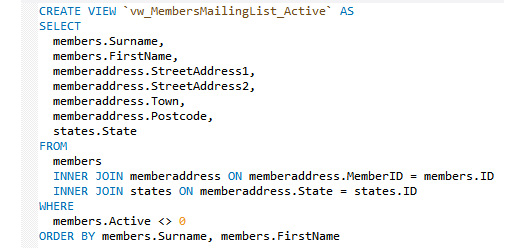 CREATE VIEW `vw_MembersMailingList_Active` AS
SELECT
  members.Surname,
  members.FirstName,
  memberaddress.StreetAddress1,
  memberaddress.StreetAddress2,
  memberaddress.Town,
  memberaddress.Postcode,
  states.State
FROM
  members
  INNER JOIN memberaddress ON memberaddress.MemberID = members.ID
  INNER JOIN states ON memberaddress.State = states.ID
WHERE
  members.Active <> 0
ORDER BY members.Surname, members.FirstName